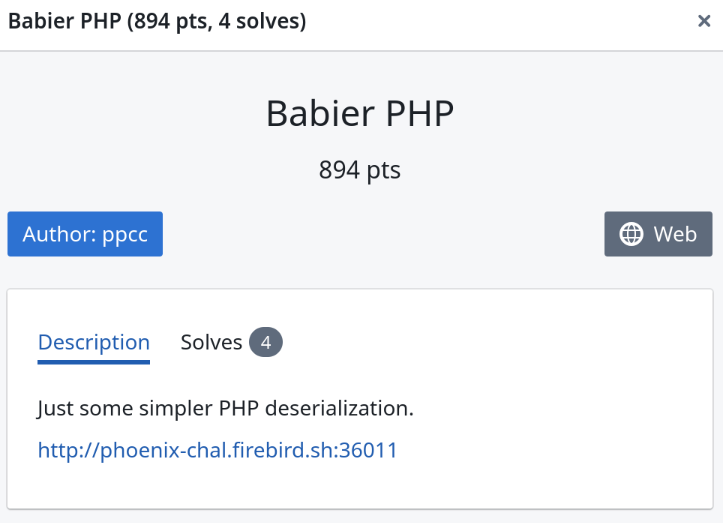 Babier PHP (894 pts, 4 solves)
Babier PHP
894 pts
Author: ppcc
Web
Description
Solves 4
Just some simpler PHP deserialization.
http://phoenix-chal.firebird.sh:36011